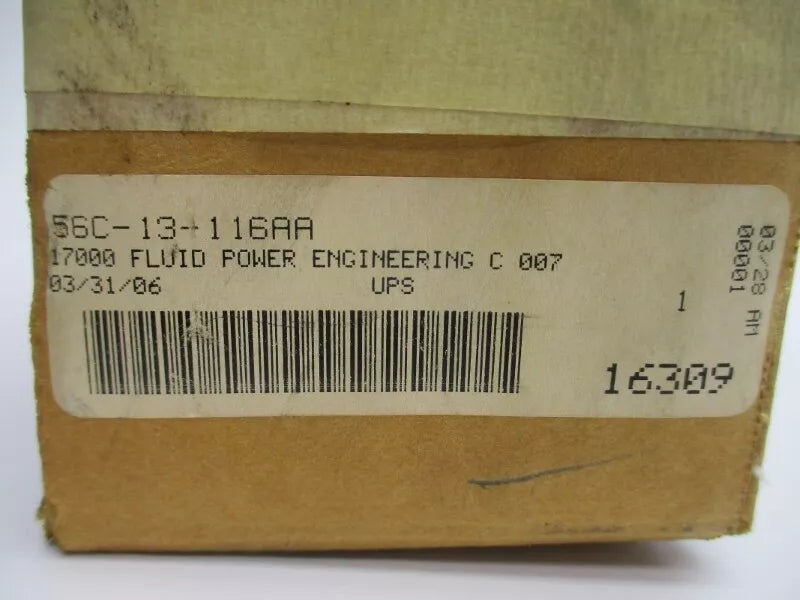 56C-13-116AA
17000 FLUID POWER ENGINEERING C 007
03/31/06 UPS
1
16309
03/28 AM
00001